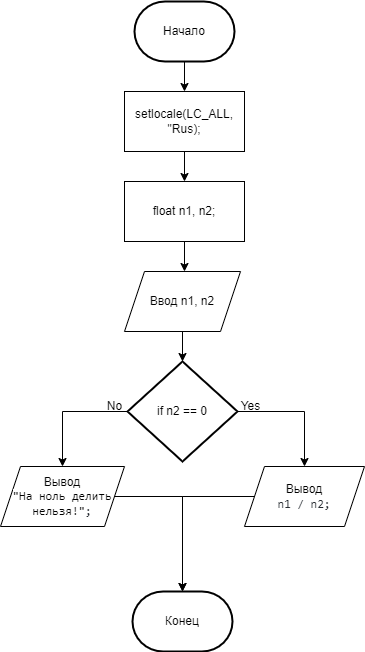 Начало
setlocale(LC_ALL,
"Rus);
float n1, n2;
Ввод n1, n2
if n2 == 0
No
Yes
Вывод
"На ноль делить
нельзя!";
Вывод
n1 / n2;
Конец